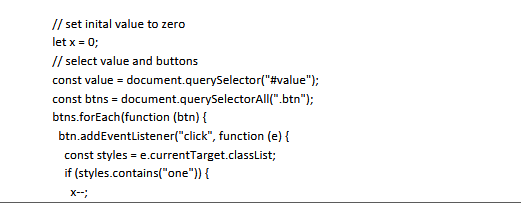 // set inital value to zero
let x = 0;
// select value and buttons
const value = document.querySelector("#value");
const btns = document.querySelectorAll(".btn");
btns.forEach(function (btn) {
btn.addEventListener("click", function (e) {
const styles = e.currentTarget.classList;
if (styles.contains("one")) {
x--;